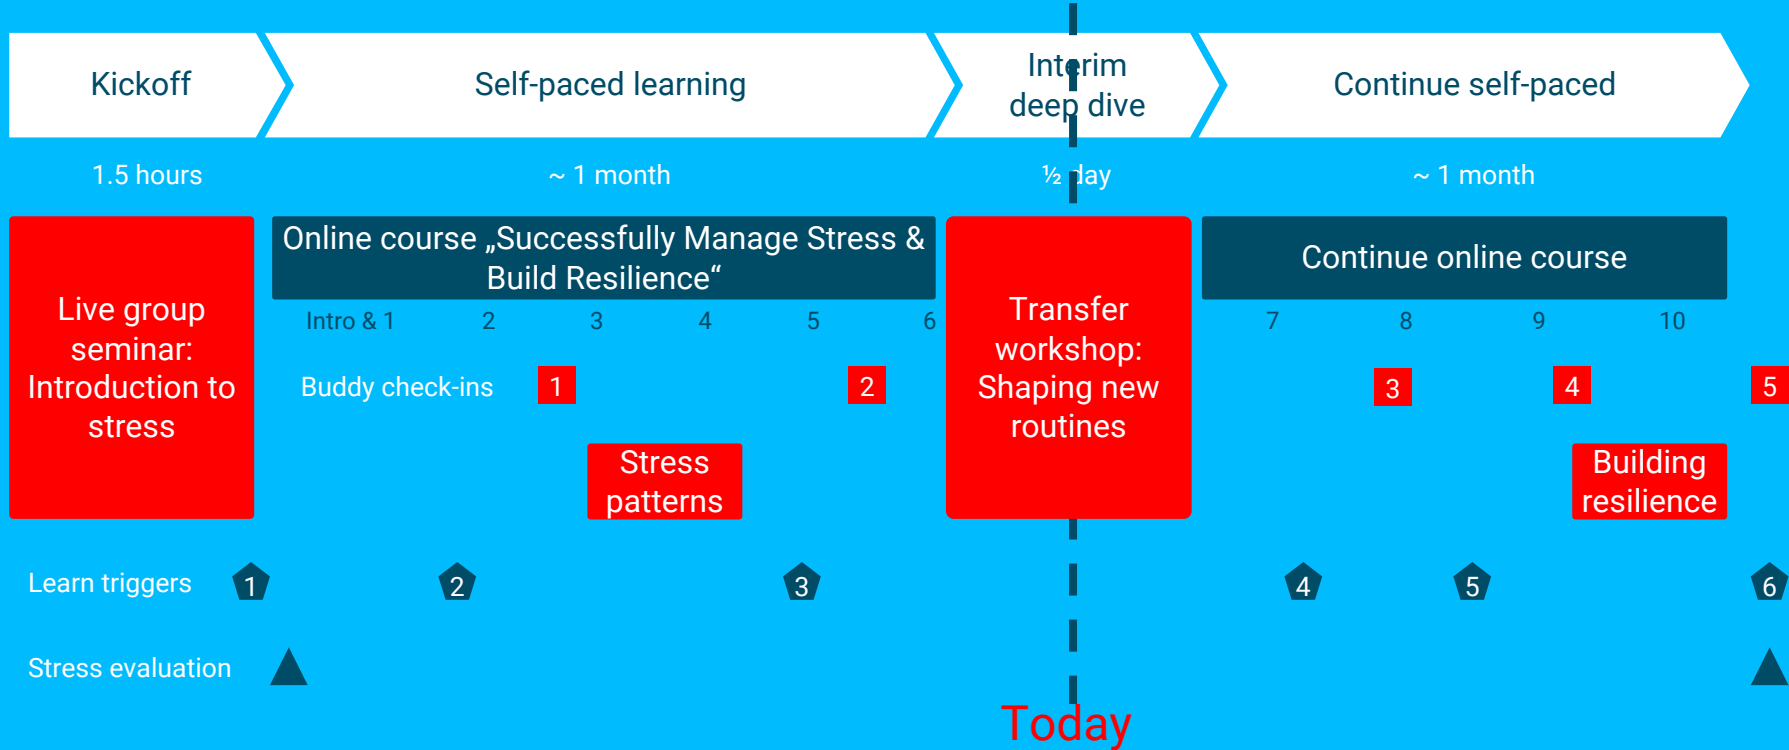 Kickoff
Self-paced learning
Interim
deep dive
Continue self-paced
1.5 hours
~ 1 month
½ day
~ 1 month
Live group
seminar:
Introduction to
stress
Online course „Successfully Manage Stress &
Build Resilience“
Intro & 1 2 3 4 5 6
Buddy check-ins 1 2
Stress
patterns
Transfer
workshop:
Shaping new
routines
Continue online course
7 8 9 10
3 4 5
Building
resilience
Learn triggers 1 2 3 4 5 6
Stress evaluation
Today